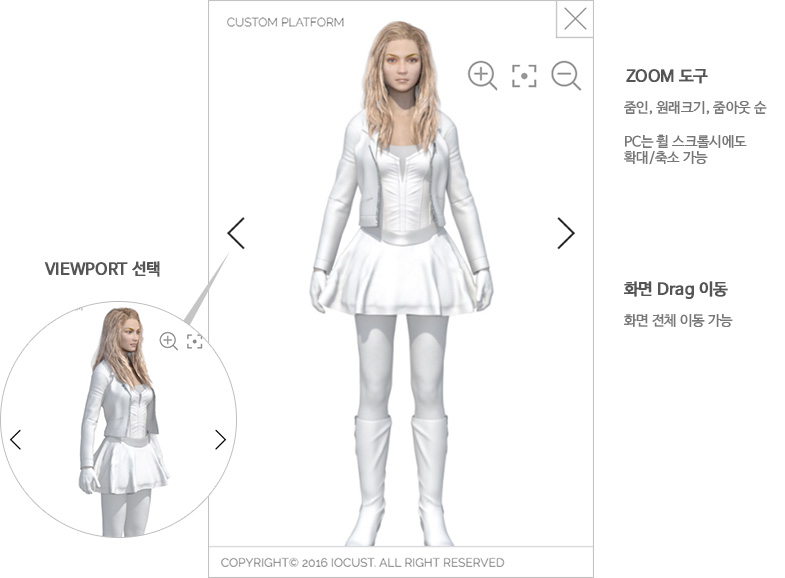 CUSTOM PLATFORM
ZOOM 도구
줌인, 원래크기, 줌아웃 순
PC는 휠 스크롤시에도
확대/축소 가능
VIEWPORT 선택
화면 Drag 이동
화면 전체 이동 가능
COPYRIGHT© 2016 IOCUST. ALL RIGHT RESERVED